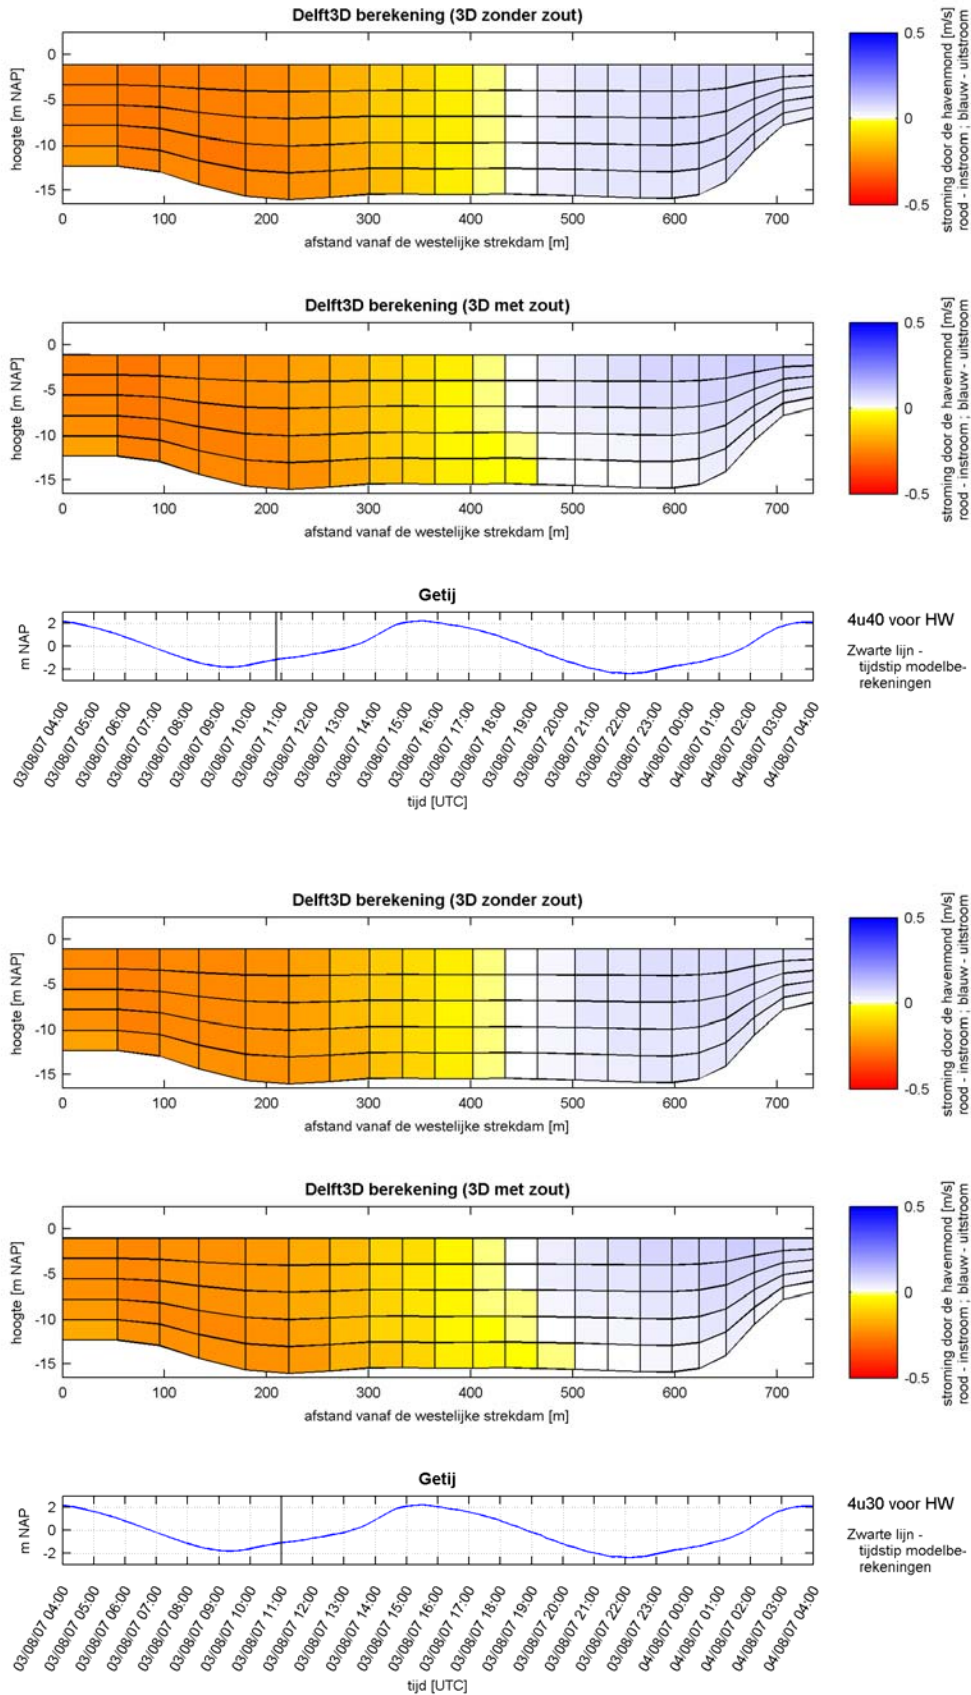 Delft3D berekening (3D zonder zout)
hoogte [m NAP]
0
-5
-10
-15
0 100 200 300 400 500 600 700
afstand vanaf de westelijke strekdam [m]
0.5
0
-0.5
stroming door de havenmond [m/s]
rood - instroom ; blauw - uitstroom
Delft3D berekening (3D met zout)
hoogte [m NAP]
0
-5
-10
-15
0 100 200 300 400 500 600 700
afstand vanaf de westelijke strekdam [m]
0.5
0
-0.5
stroming door de havenmond [m/s]
rood - instroom ; blauw - uitstroom
Getij
m NAP
2
0
-2
03/08/07 04:00
03/08/07 05:00
03/08/07 06:00
03/08/07 07:00
03/08/07 08:00
03/08/07 09:00
03/08/07 10:00
03/08/07 11:00
03/08/07 12:00
03/08/07 13:00
03/08/07 14:00
03/08/07 15:00
03/08/07 16:00
03/08/07 17:00
03/08/07 18:00
03/08/07 19:00
03/08/07 20:00
03/08/07 21:00
03/08/07 22:00
03/08/07 23:00
04/08/07 00:00
04/08/07 01:00
04/08/07 02:00
04/08/07 03:00
04/08/07 04:00
tijd [UTC]
4u40 voor HW
Zwarte lijn -
tijdstip modelbe-
rekeningen
Delft3D berekening (3D zonder zout)
hoogte [m NAP]
0
-5
-10
-15
0 100 200 300 400 500 600 700
afstand vanaf de westelijke strekdam [m]
0.5
0
-0.5
stroming door de havenmond [m/s]
rood - instroom ; blauw - uitstroom
Delft3D berekening (3D met zout)
hoogte [m NAP]
0
-5
-10
-15
0 100 200 300 400 500 600 700
afstand vanaf de westelijke strekdam [m]
0.5
0
-0.5
stroming door de havenmond [m/s]
rood - instroom ; blauw - uitstroom
Getij
m NAP
2
0
-2
03/08/07 04:00
03/08/07 05:00
03/08/07 06:00
03/08/07 07:00
03/08/07 08:00
03/08/07 09:00
03/08/07 10:00
03/08/07 11:00
03/08/07 12:00
03/08/07 13:00
03/08/07 14:00
03/08/07 15:00
03/08/07 16:00
03/08/07 17:00
03/08/07 18:00
03/08/07 19:00
03/08/07 20:00
03/08/07 21:00
03/08/07 22:00
03/08/07 23:00
04/08/07 00:00
04/08/07 01:00
04/08/07 02:00
04/08/07 03:00
04/08/07 04:00
tijd [UTC]
4u30 voor HW
Zwarte lijn -
tijdstip modelbe-
rekeningen